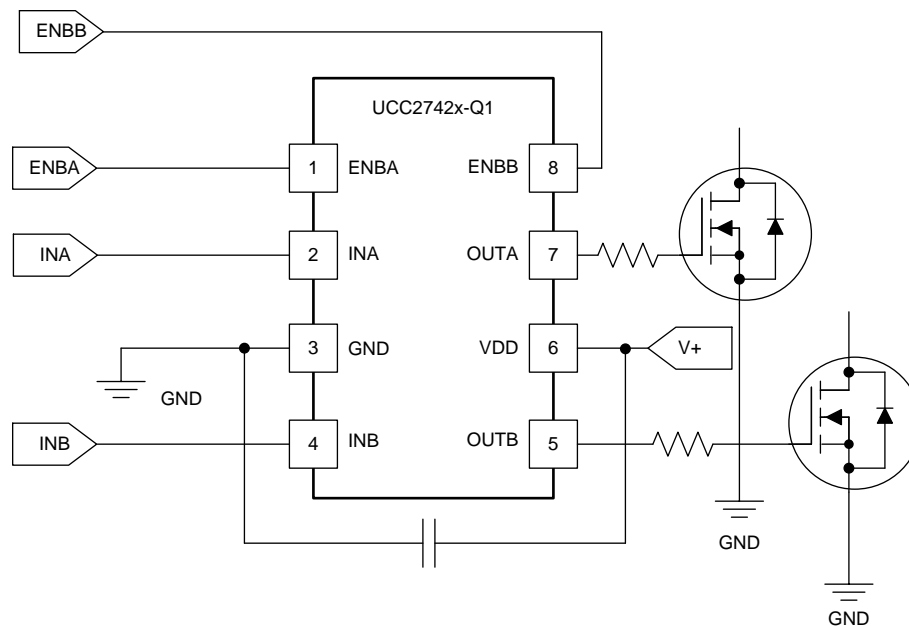 ENBB
UCC2742x-Q1
ENBA
1
ENBA
ENBB
8
INA
2
INA
OUTA
7
3
GND
VDD
6
V+
GND
INB
4
INB
OUTB
5
GND
GND